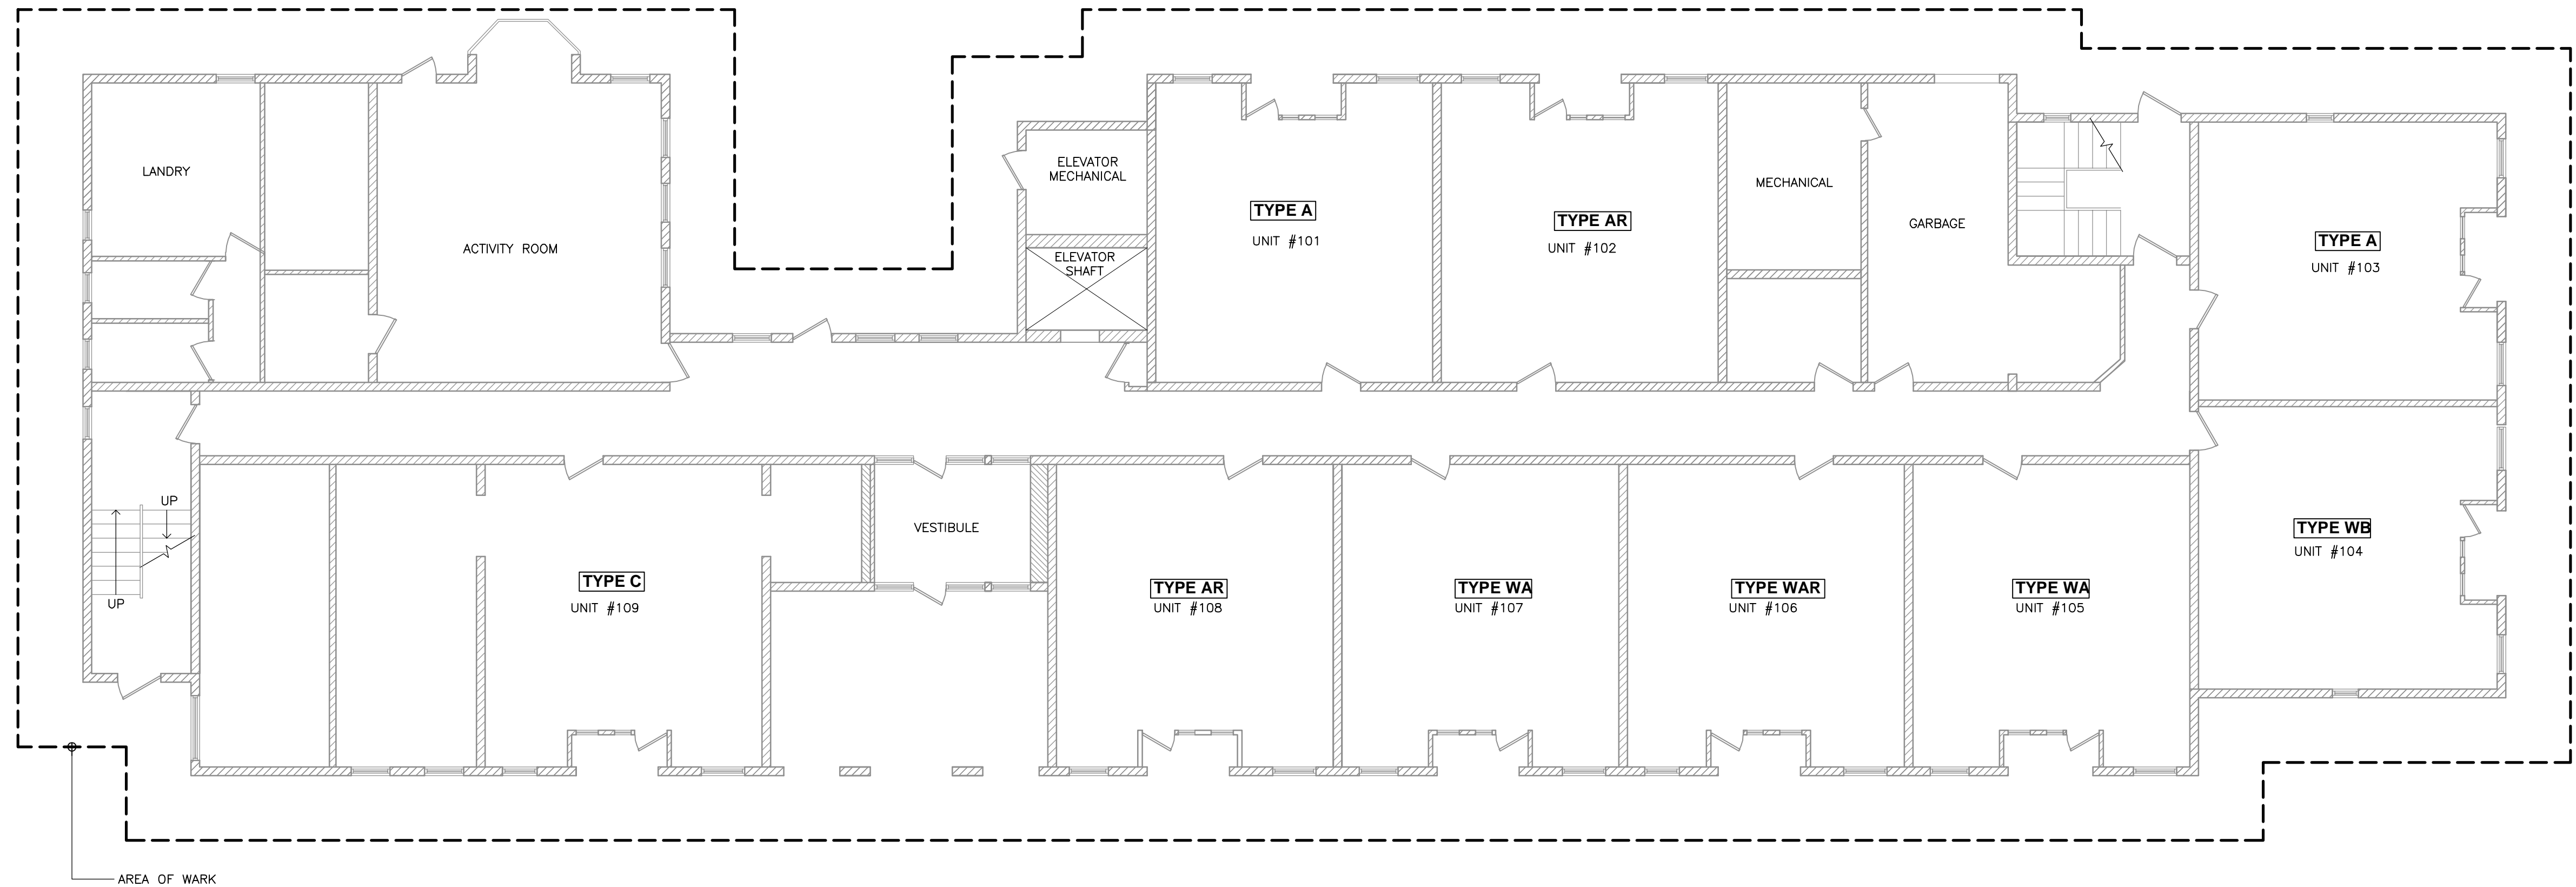 LANDRY
ACTIVITY ROOM
ELEVATOR
MECHANICAL
ELEVATOR
SHAFT
TYPE A
UNIT #101
TYPE AR
UNIT #102
MECHANICAL
GARBAGE
TYPE A
UNIT #103
UP
UP
TYPE C
UNIT #109
VESTIBULE
TYPE AR
UNIT #108
TYPE WA
UNIT #107
TYPE WAR
UNIT #106
TYPE WA
UNIT #105
TYPE WB
UNIT #104
AREA OF WARK